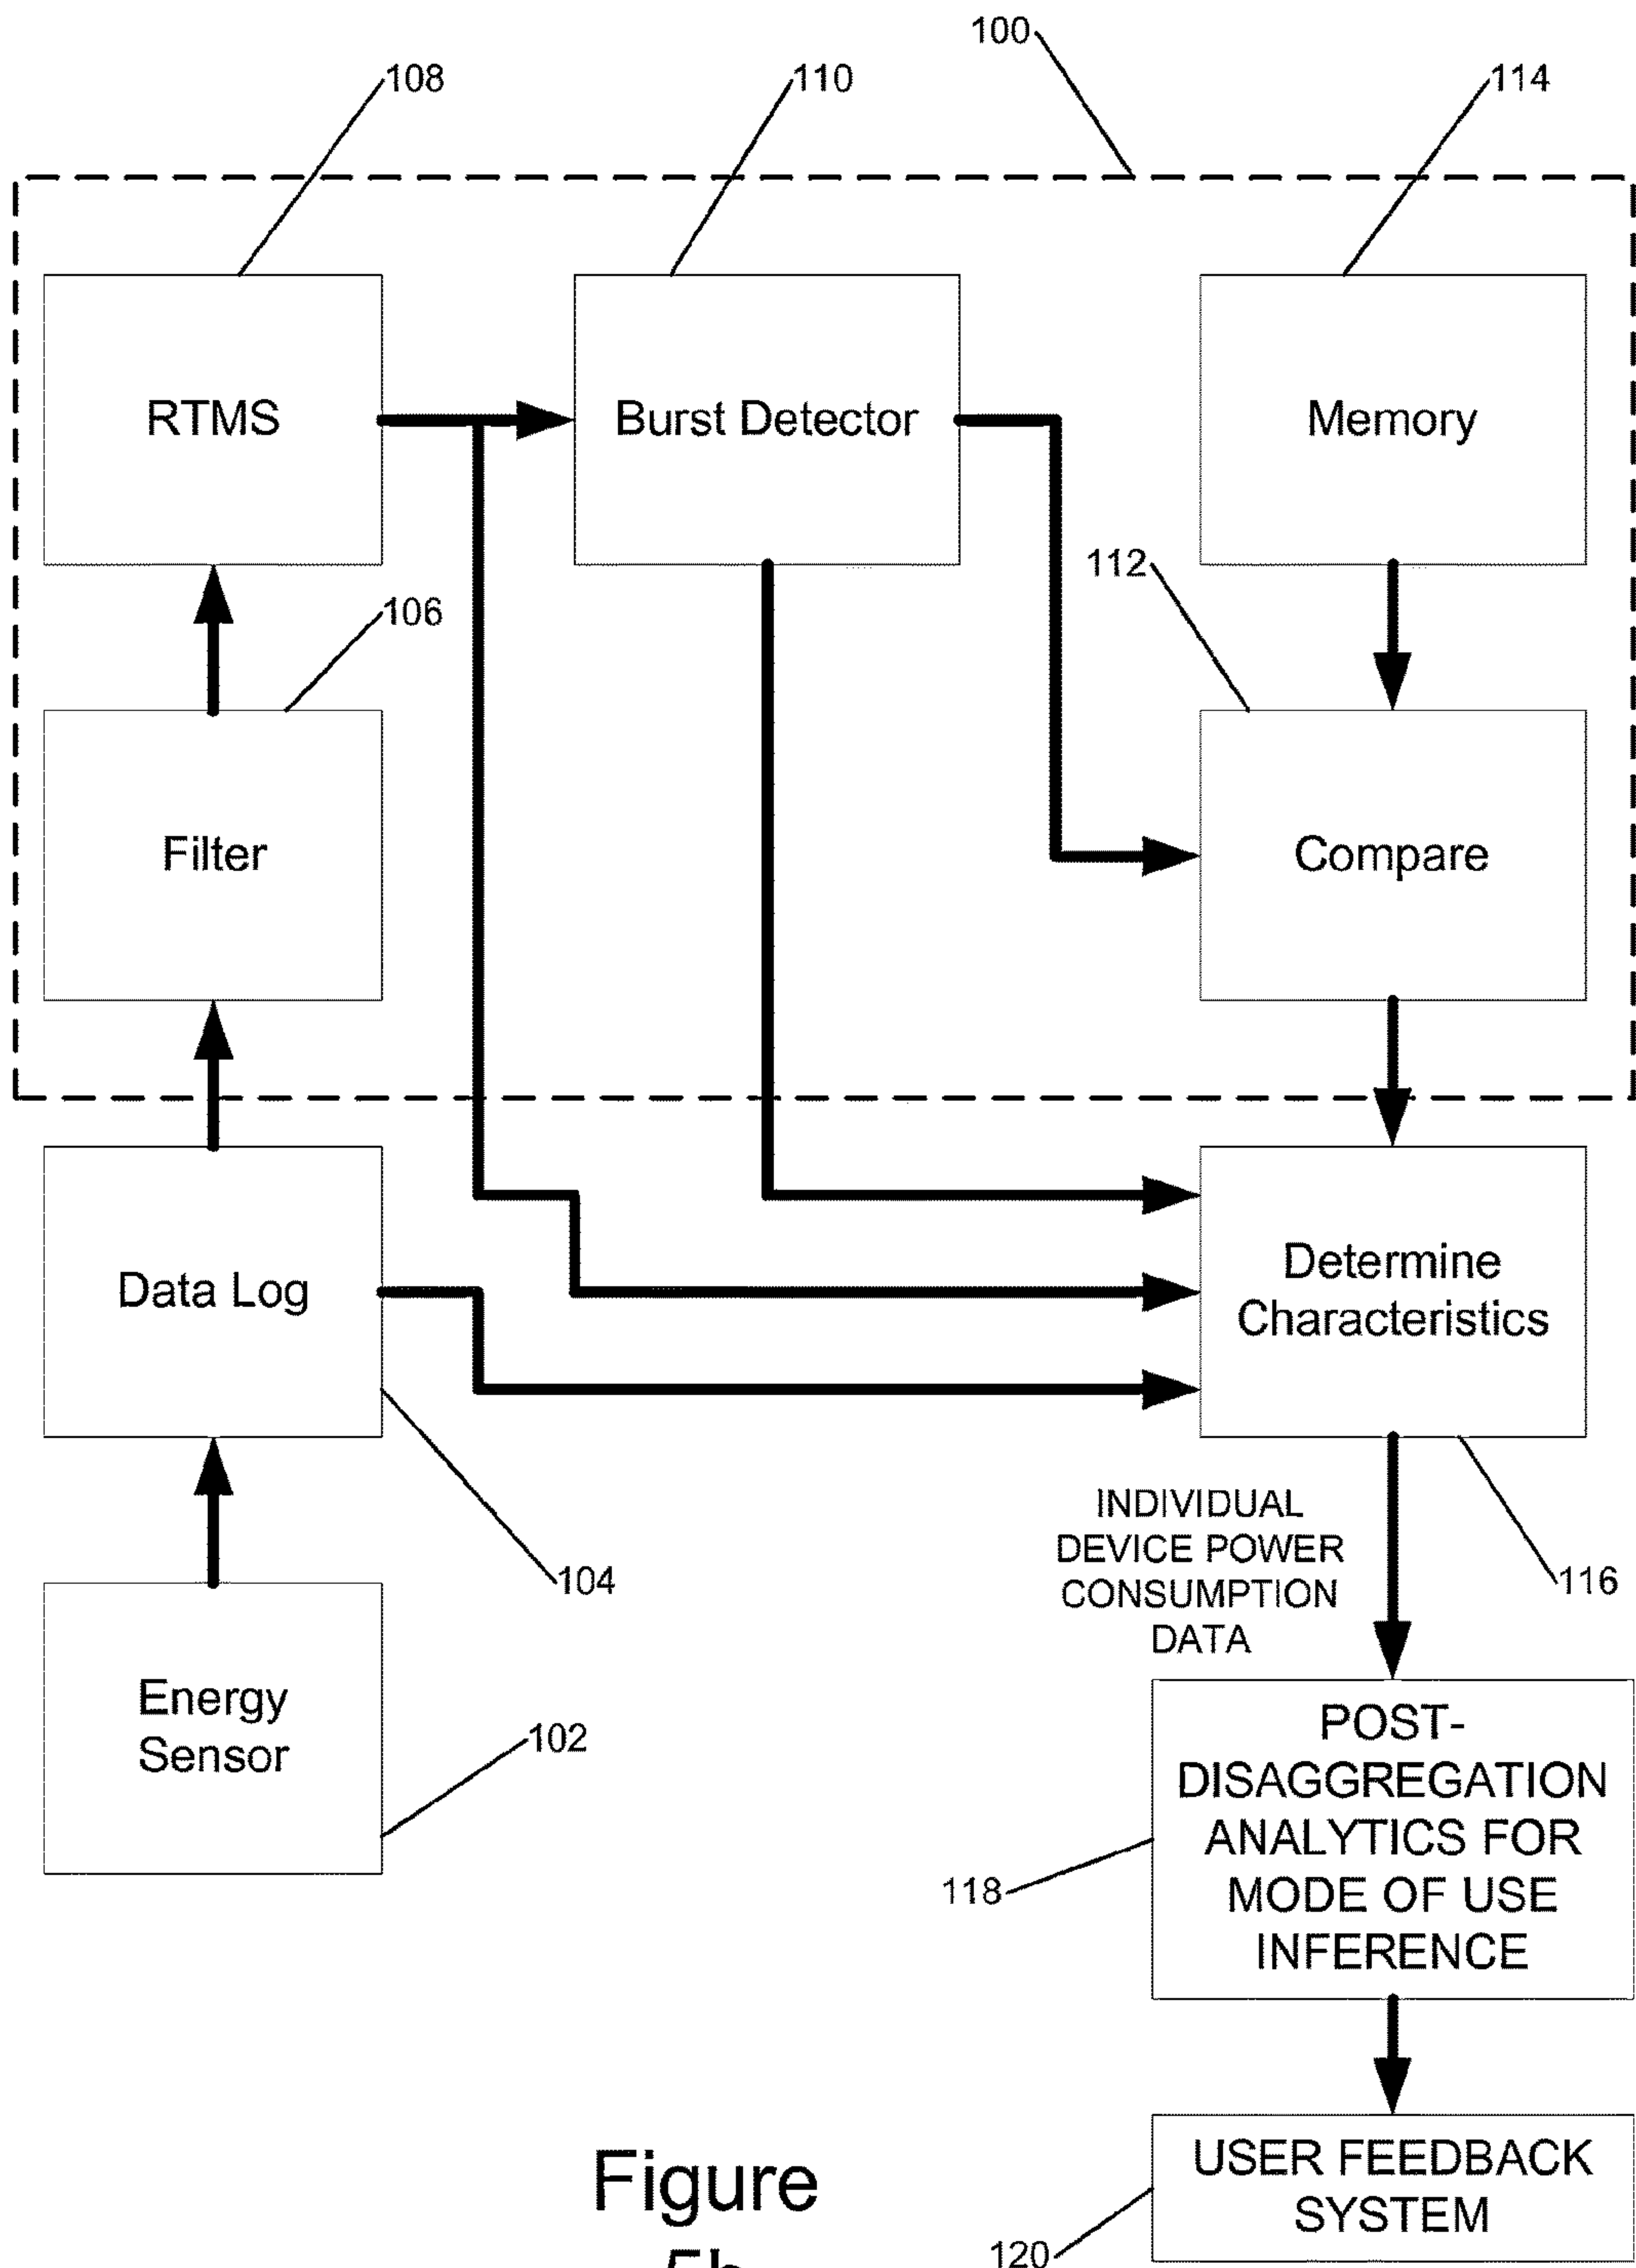 100
108
110
114
RTMS
Burst Detector
Memory
112
106
Filter
Compare
Data Log
Determine
Characteristics
INDIVIDUAL
DEVICE POWER
CONSUMPTION
DATA
104
116
Energy
Sensor
102
POST-
DISAGGREGATION
ANALYTICS FOR
MODE OF USE
INFERENCE
118
USER FEEDBACK
SYSTEM
Figure
5b
120